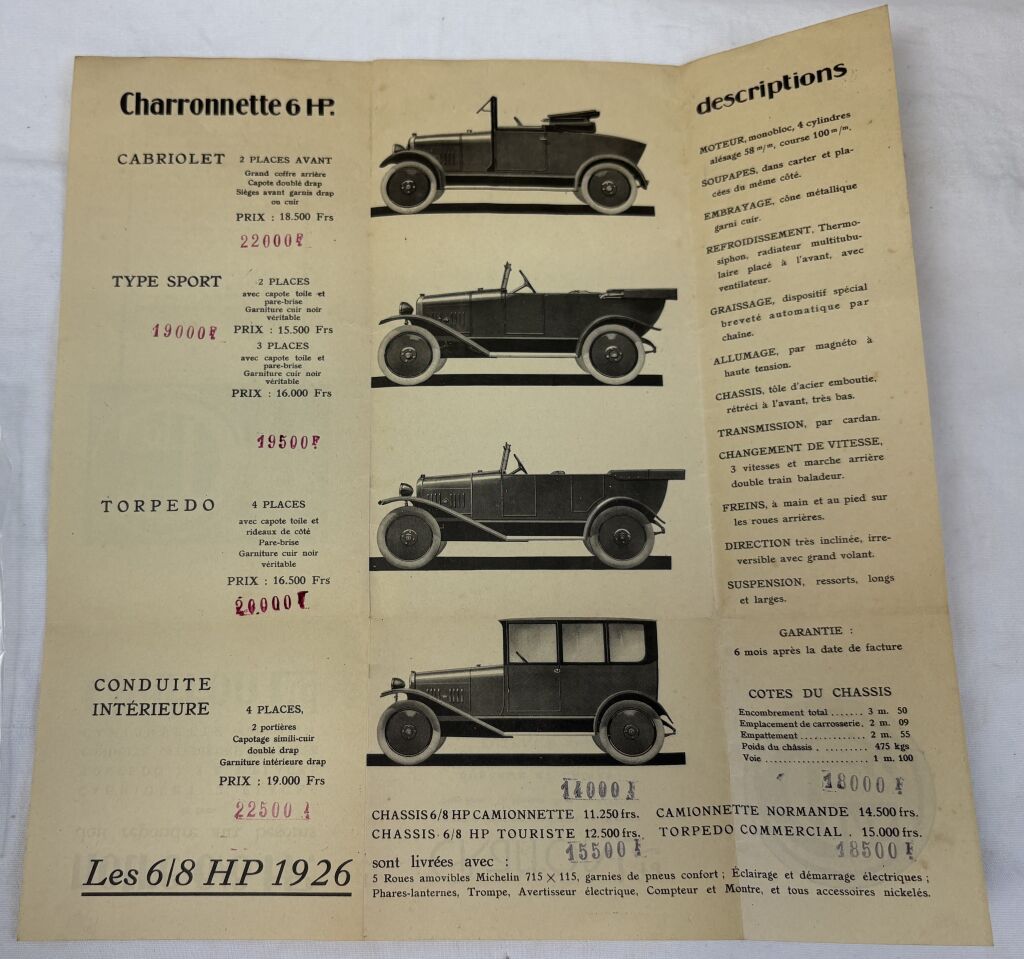 Charronnette 6 HP.
CABRIOLET
2 PLACES AVANT
Grand coffre arrière
Capote doublé drap
Sièges avant garnis drap
ou cuir
PRIX : 18.500 Frs
22000F
TYPE SPORT
2 PLACES
avec capote toile et
pare-brise
Garniture cuir noir
véritable
PRIX : 15.500 Frs
19000F
3 PLACES
avec capote toile et
pare-brise
Garniture cuir noir
véritable
PRIX : 16.000 Frs
19500F
TORPEDO
4 PLACES
avec capote toile et
rideaux de côté
Pare-brise
Garniture cuir noir
véritable
PRIX : 16.500 Frs
20.000F
CONDUITE
INTÉRIEURE
4 PLACES,
2 portières
Capotage simili-cuir
doublé drap
Garniture intérieure drap
PRIX : 19.000 Frs
22500F
Les 6/8 HP 1926
descriptions
MOTEUR, monobloc, 4 cylindres
alésage 58 m/m, course 100 m/m.
SOUPAPES, dans carter et pla-
cées du même côté.
EMBRAYAGE, cône métallique
garni cuir.
REFROIDISSEMENT, Thermo-
siphon, radiateur multitubu-
laire placé à l'avant, avec
ventilateur.
GRAISSAGE, dispositif spécial
breveté automatique par
chaîne.
ALLUMAGE, par magnéto à
haute tension.
CHASSIS, tôle d'acier emboutie,
rétréci à l'avant, très bas.
TRANSMISSION, par cardan.
CHANGEMENT DE VITESSE,
3 vitesses et marche arrière
double train baladeur.
FREINS, à main et au pied sur
les roues arrières.
DIRECTION très inclinée, irre-
versible avec grand volant.
SUSPENSION, ressorts, longs
et larges.
GARANTIE :
6 mois après la date de facture
COTES DU CHASSIS
Encombrement total ....... 3 m. 50
Emplacement de carrosserie. 2 m. 09
Empattement ............. 2 m. 55
Poids du châssis . ......... 475 kgs
Voie ..................... 1 m. 100
14000F
18000F
CHASSIS 6/8 HP CAMIONNETTE 11.250 frs.
CAMIONNETTE NORMANDE 14.500 frs.
CHASSIS 6/8 HP TOURISTE 12.500 frs.
TORPEDO COMMERCIAL . 15.000 frs.
15500F
18500F
sont livrées avec :
5 Roues amovibles Michelin 715 × 115, garnies de pneus confort ; Éclairage et démarrage électriques ;
Phares-lanternes, Trompe, Avertisseur électrique, Compteur et Montre, et tous accessoires nickelés.